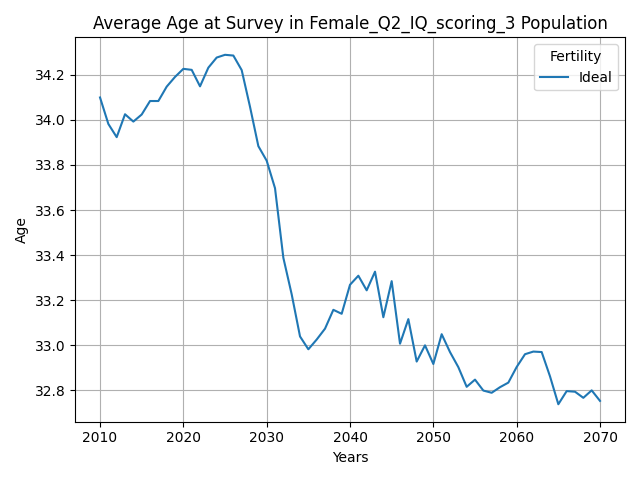 Average Age at Survey in Female_Q2_IQ_scoring_3 Population
Fertility
Ideal
Age
34.2
34.0
33.8
33.6
33.4
33.2
33.0
32.8
2010 2020 2030 2040 2050 2060 2070
Years